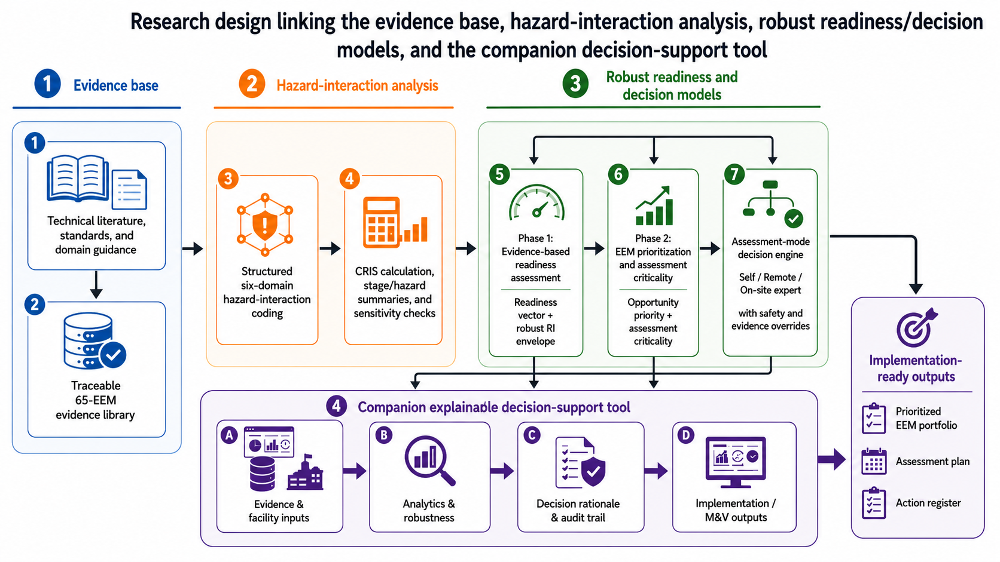 Research design linking the evidence base, hazard-interaction analysis, robust readiness/decision
models, and the companion decision-support tool
1 Evidence base
1
Technical literature,
standards, and
domain guidance
2
Traceable
65-EEM
evidence library
2 Hazard-interaction analysis
3
Structured
six-domain
hazard-interaction
coding
4
CRIS calculation,
stage/hazard
summaries, and
sensitivity checks
3 Robust readiness and
decision models
5
Phase 1:
Evidence-based
readiness
assessment
Readiness
vector +
robust RI
envelope
6
Phase 2:
EEM prioritization
and assessment
criticality
Opportunity
priority +
assessment
criticality
7
Assessment-mode
decision engine
Self / Remote /
On-site expert
with safety and
evidence overrides
4 Companion explainable decision-support tool
A
Evidence &
facility inputs
B
Analytics &
robustness
C
Decision rationale
& audit trail
D
Implementation /
M&V outputs
Implementation-
ready outputs
Prioritized
EEM portfolio
Assessment plan
Action register